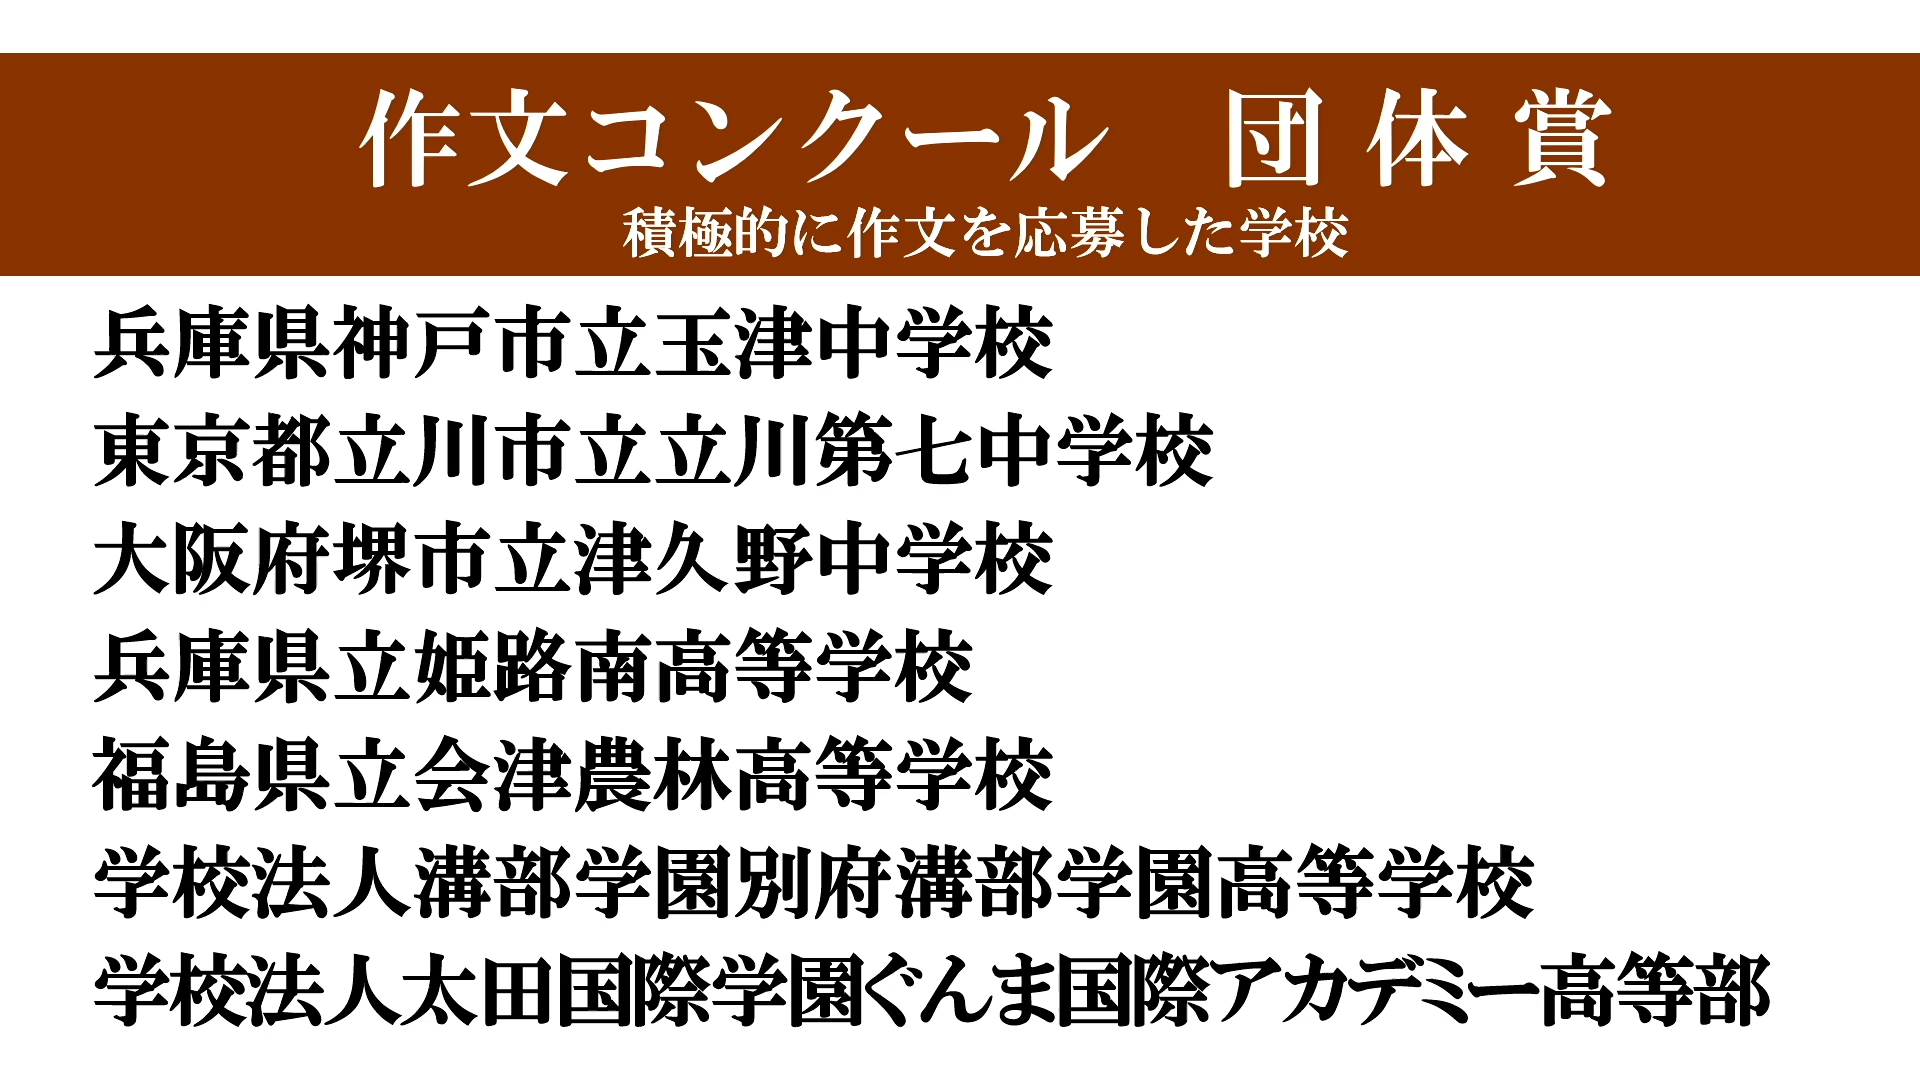 作文コンクール　団 体 賞
積極的に作文を応募した学校
兵庫県神戸市立玉津中学校
東京都立川市立立川第七中学校
大阪府堺市立津久野中学校
兵庫県立姫路南高等学校
福島県立会津農林高等学校
学校法人溝部学園別府溝部学園高等学校
学校法人太田国際学園ぐんま国際アカデミー高等部